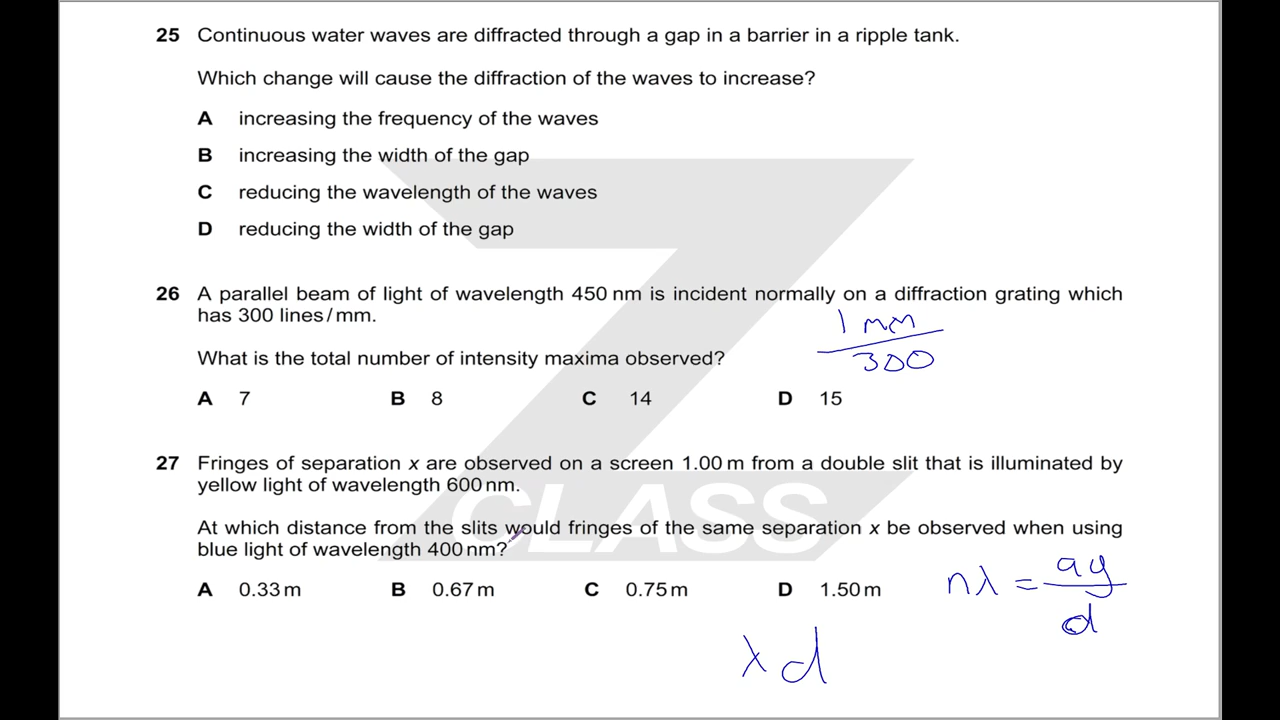 25 Continuous water waves are diffracted through a gap in a barrier in a ripple tank.
Which change will cause the diffraction of the waves to increase?
A increasing the frequency of the waves
B increasing the width of the gap
C reducing the wavelength of the waves
D reducing the width of the gap
26 A parallel beam of light of wavelength 450 nm is incident normally on a diffraction grating which
has 300 lines/mm.
1 mm
What is the total number of intensity maxima observed?
300
A 7 B 8 C 14 D 15
27 Fringes of separation x are observed on a screen 1.00 m from a double slit that is illuminated by
yellow light of wavelength 600 nm.
CLASS
At which distance from the slits would fringes of the same separation x be observed when using
blue light of wavelength 400 nm?
A 0.33 m B 0.67 m C 0.75 m D 1.50 m
nλ = ay
d
λ d